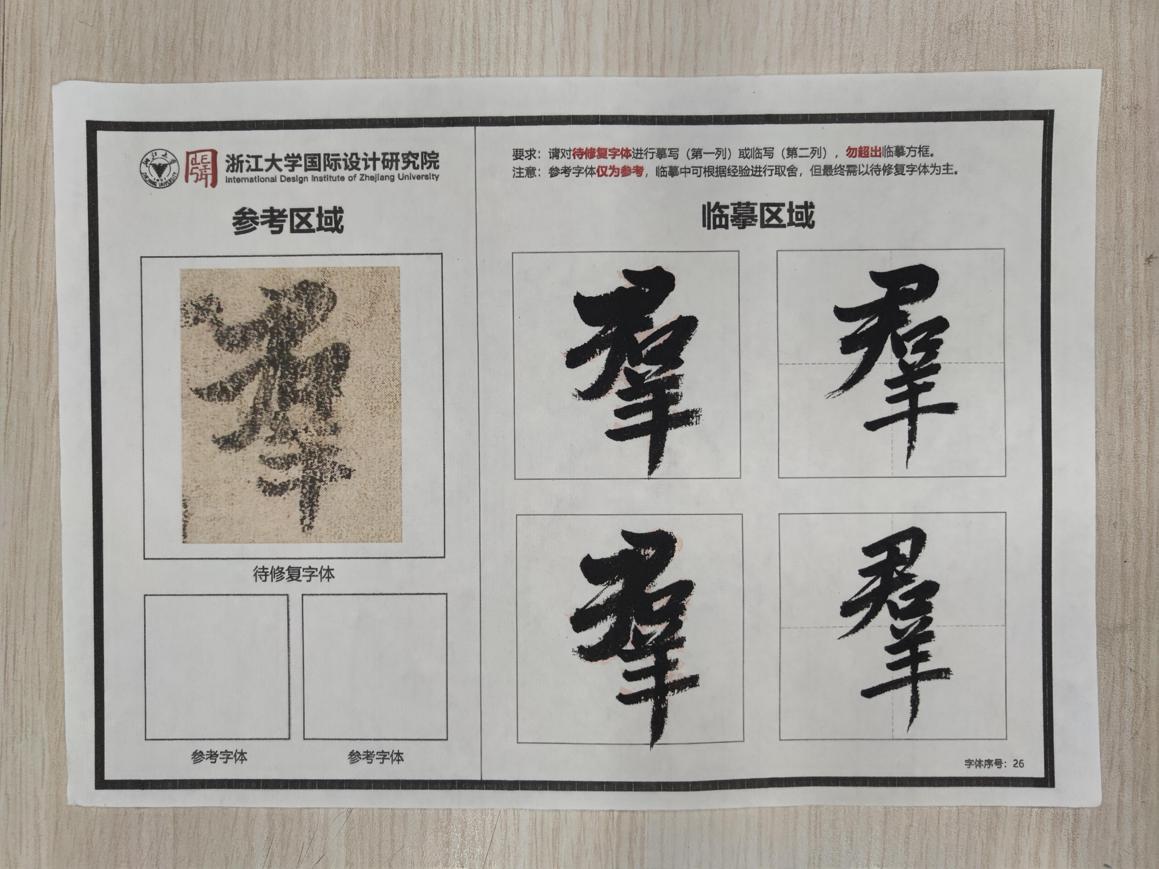 浙江大学国际设计研究院
International Design Institute of Zhejiang University
参考区域
羣
待修复字体
参考字体
参考字体
要求：请对待修复字体进行摹写（第一列）或临写（第二列），勿超出临摹方框。
注意：参考字体仅为参考，临摹中可根据经验进行取舍，但最终需以待修复字体为主。
临摹区域
羣 羣
羣 羣
字体序号：26